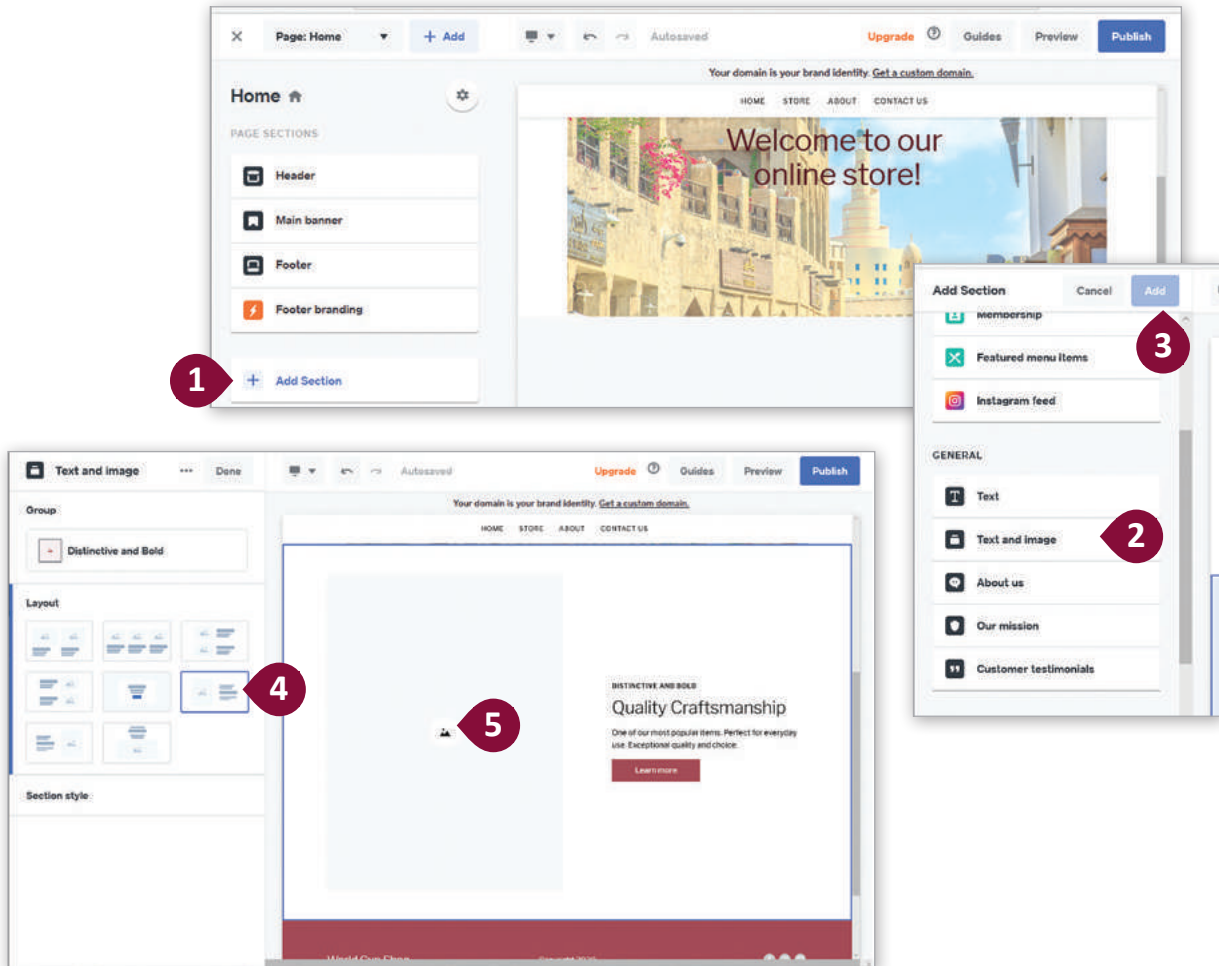 Page: Home
+ Add
Autosaved
Upgrade
Guides
Preview
Publish
Your domain is your brand identity. Get a custom domain.
Home
HOME STORE ABOUT CONTACT US
PAGE SECTIONS
Header
Main banner
Footer
Footer branding
1
+ Add Section
Welcome to our
online store!
Add Section
Cancel
Add
3
Membership
Featured menu items
Instagram feed
GENERAL
Text
Text and image
2
About us
Our mission
Customer testimonials
Text and image
Done
Autosaved
Upgrade
Guides
Preview
Publish
Your domain is your brand identity. Get a custom domain.
HOME STORE ABOUT CONTACT US
Group
Distinctive and Bold
Layout
4
5
Section style
DISTINCTIVE AND BOLD
Quality Craftsmanship
One of our most popular items. Perfect for everyday
use. Exceptional quality and choice.
Learn more